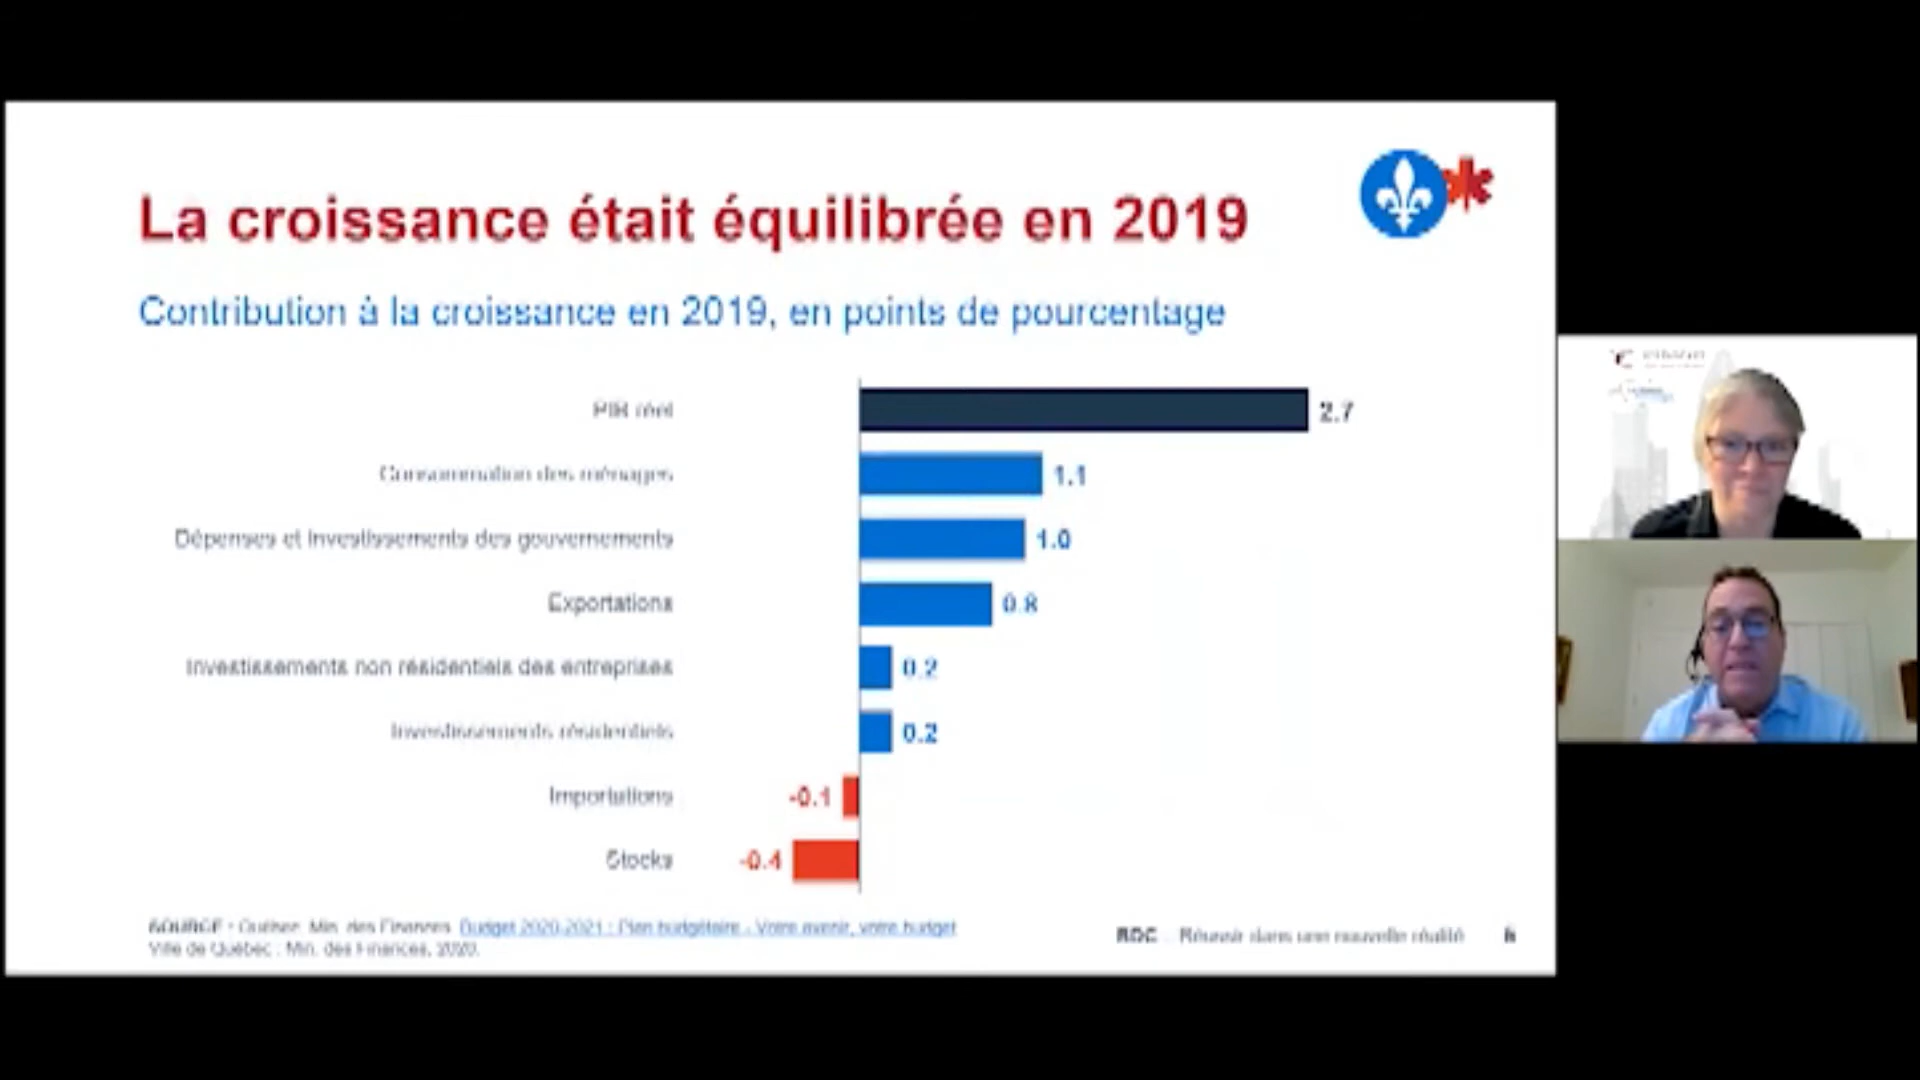 La croissance était équilibrée en 2019
Contribution à la croissance en 2019, en points de pourcentage
PIB réel 2.7
Consommation des ménages 1.1
Dépenses et investissements des gouvernements 1.0
Exportations 0.8
Investissements non résidentiels des entreprises 0.2
Investissements résidentiels 0.2
Importations -0.1
Stocks -0.4
SOURCE : Québec. Min. des Finances. Budget 2020-2021 : Plan budgétaire - Votre avenir, votre budget
Ville de Québec : Min. des Finances, 2020.
BDC Réussir dans une nouvelle réalité